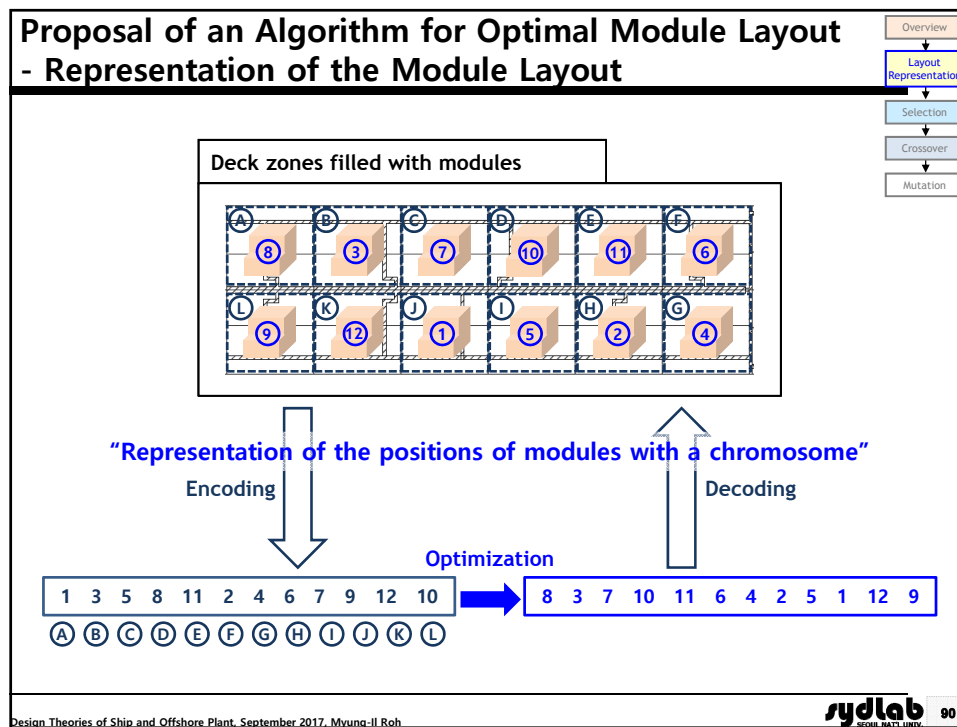 Proposal of an Algorithm for Optimal Module Layout
- Representation of the Module Layout
Overview
Layout
Representation
Selection
Crossover
Mutation
Deck zones filled with modules
A B C D E F
8 3 7 10 11 6
L K J I H G
9 12 1 5 2 4
“Representation of the positions of modules with a chromosome”
Encoding
Decoding
Optimization
1 3 5 8 11 2 4 6 7 9 12 10
8 3 7 10 11 6 4 2 5 1 12 9
A B C D E F G H I J K L
Design Theories of Ship and Offshore Plant, September 2017, Myung-Il Roh
sydlab
SEOUL NAT'L UNIV.
90